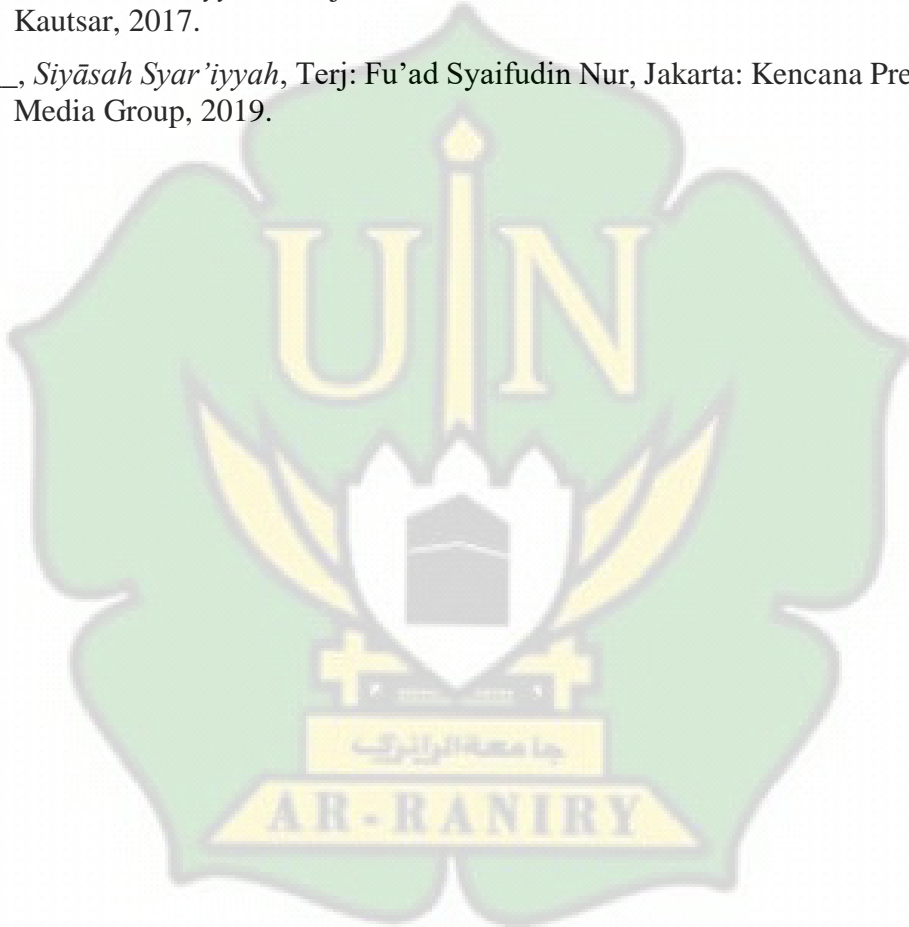 Kautsar, 2017.
_, Siyāsah Syar’iyyah, Terj: Fu’ad Syaifudin Nur, Jakarta: Kencana Pre
Media Group, 2019.
UIN
جامعة الرانري
AR-RANIRY